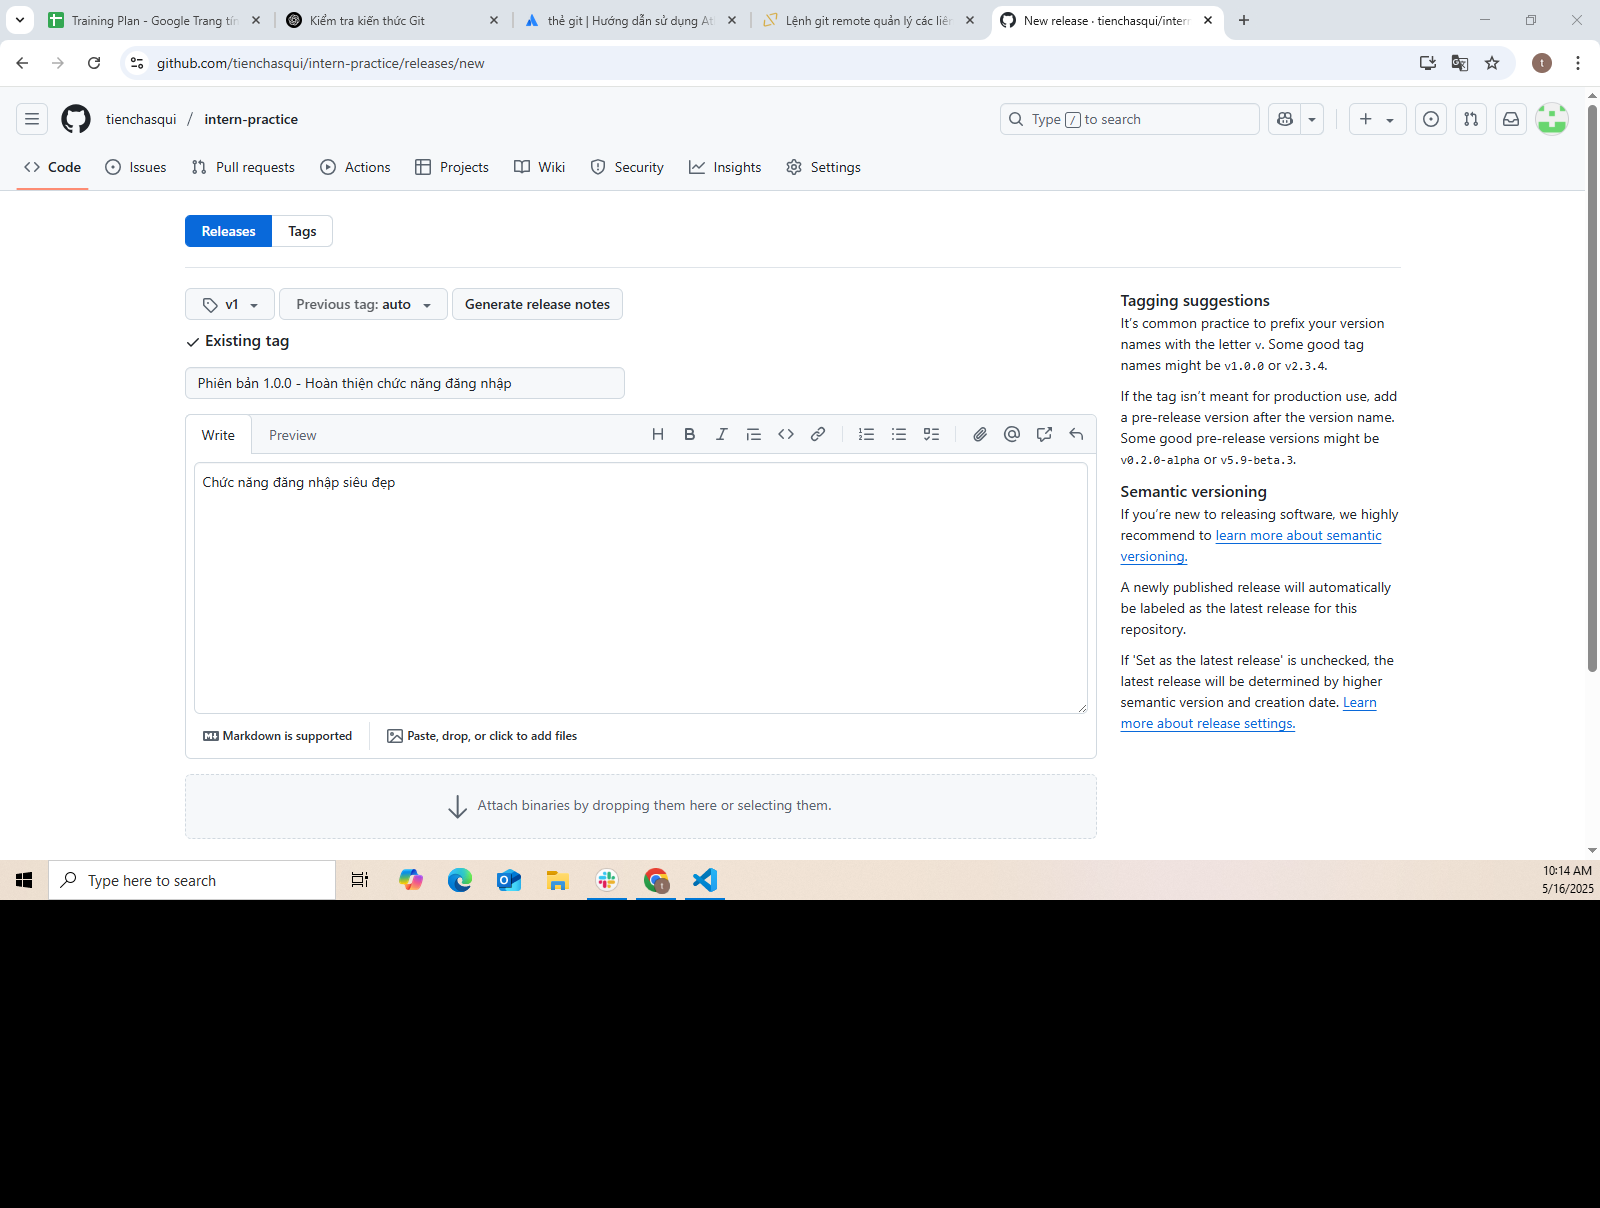 Training Plan - Google Trang tín
Kiểm tra kiến thức Git
thẻ git | Hướng dẫn sử dụng At
Lệnh git remote quản lý các liên
New release · tienchasqui/intern
github.com/tienchasqui/intern-practice/releases/new
t
tienchasqui / intern-practice
Type / to search
Code
Issues
Pull requests
Actions
Projects
Wiki
Security
Insights
Settings
Releases
Tags
v1
Previous tag: auto
Generate release notes
Existing tag
Phiên bản 1.0.0 - Hoàn thiện chức năng đăng nhập
Write
Preview
Chức năng đăng nhập siêu đẹp
Markdown is supported
Paste, drop, or click to add files
Attach binaries by dropping them here or selecting them.
Tagging suggestions
It's common practice to prefix your version
names with the letter v. Some good tag
names might be v1.0.0 or v2.3.4.
If the tag isn't meant for production use, add
a pre-release version after the version name.
Some good pre-release versions might be
v0.2.0-alpha or v5.9-beta.3.
Semantic versioning
If you're new to releasing software, we highly
recommend to learn more about semantic
versioning.
A newly published release will automatically
be labeled as the latest release for this
repository.
If 'Set as the latest release' is unchecked, the
latest release will be determined by higher
semantic version and creation date. Learn
more about release settings.
Type here to search
10:14 AM
5/16/2025